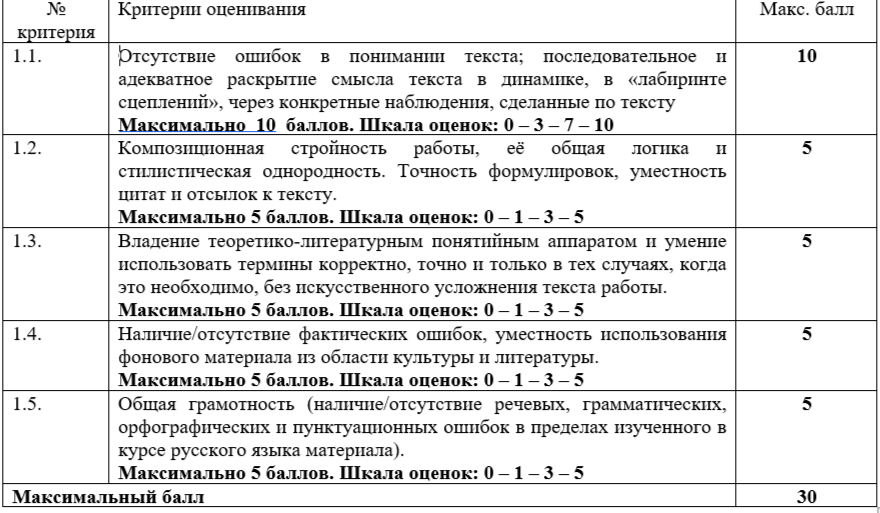 № критерия
Критерии оценивания
Макс. балл
1.1.
Отсутствие ошибок в понимании текста; последовательное и
адекватное раскрытие смысла текста в динамике, в «лабиринте
сцеплений», через конкретные наблюдения, сделанные по тексту
Максимально 10 баллов. Шкала оценок: 0 – 3 – 7 – 10
10
1.2.
Композиционная стройность работы, её общая логика и
стилистическая однородность. Точность формулировок, уместность
цитат и отсылок к тексту.
Максимально 5 баллов. Шкала оценок: 0 – 1 – 3 – 5
5
1.3.
Владение теоретико-литературным понятийным аппаратом и умение
использовать термины корректно, точно и только в тех случаях, когда
это необходимо, без искусственного усложнения текста работы.
Максимально 5 баллов. Шкала оценок: 0 – 1 – 3 – 5
5
1.4.
Наличие/отсутствие фактических ошибок, уместность использования
фонового материала из области культуры и литературы.
Максимально 5 баллов. Шкала оценок: 0 – 1 – 3 – 5
5
1.5.
Общая грамотность (наличие/отсутствие речевых, грамматических,
орфографических и пунктуационных ошибок в пределах изученного в
курсе русского языка материала).
Максимально 5 баллов. Шкала оценок: 0 – 1 – 3 – 5
5
Максимальный балл
30